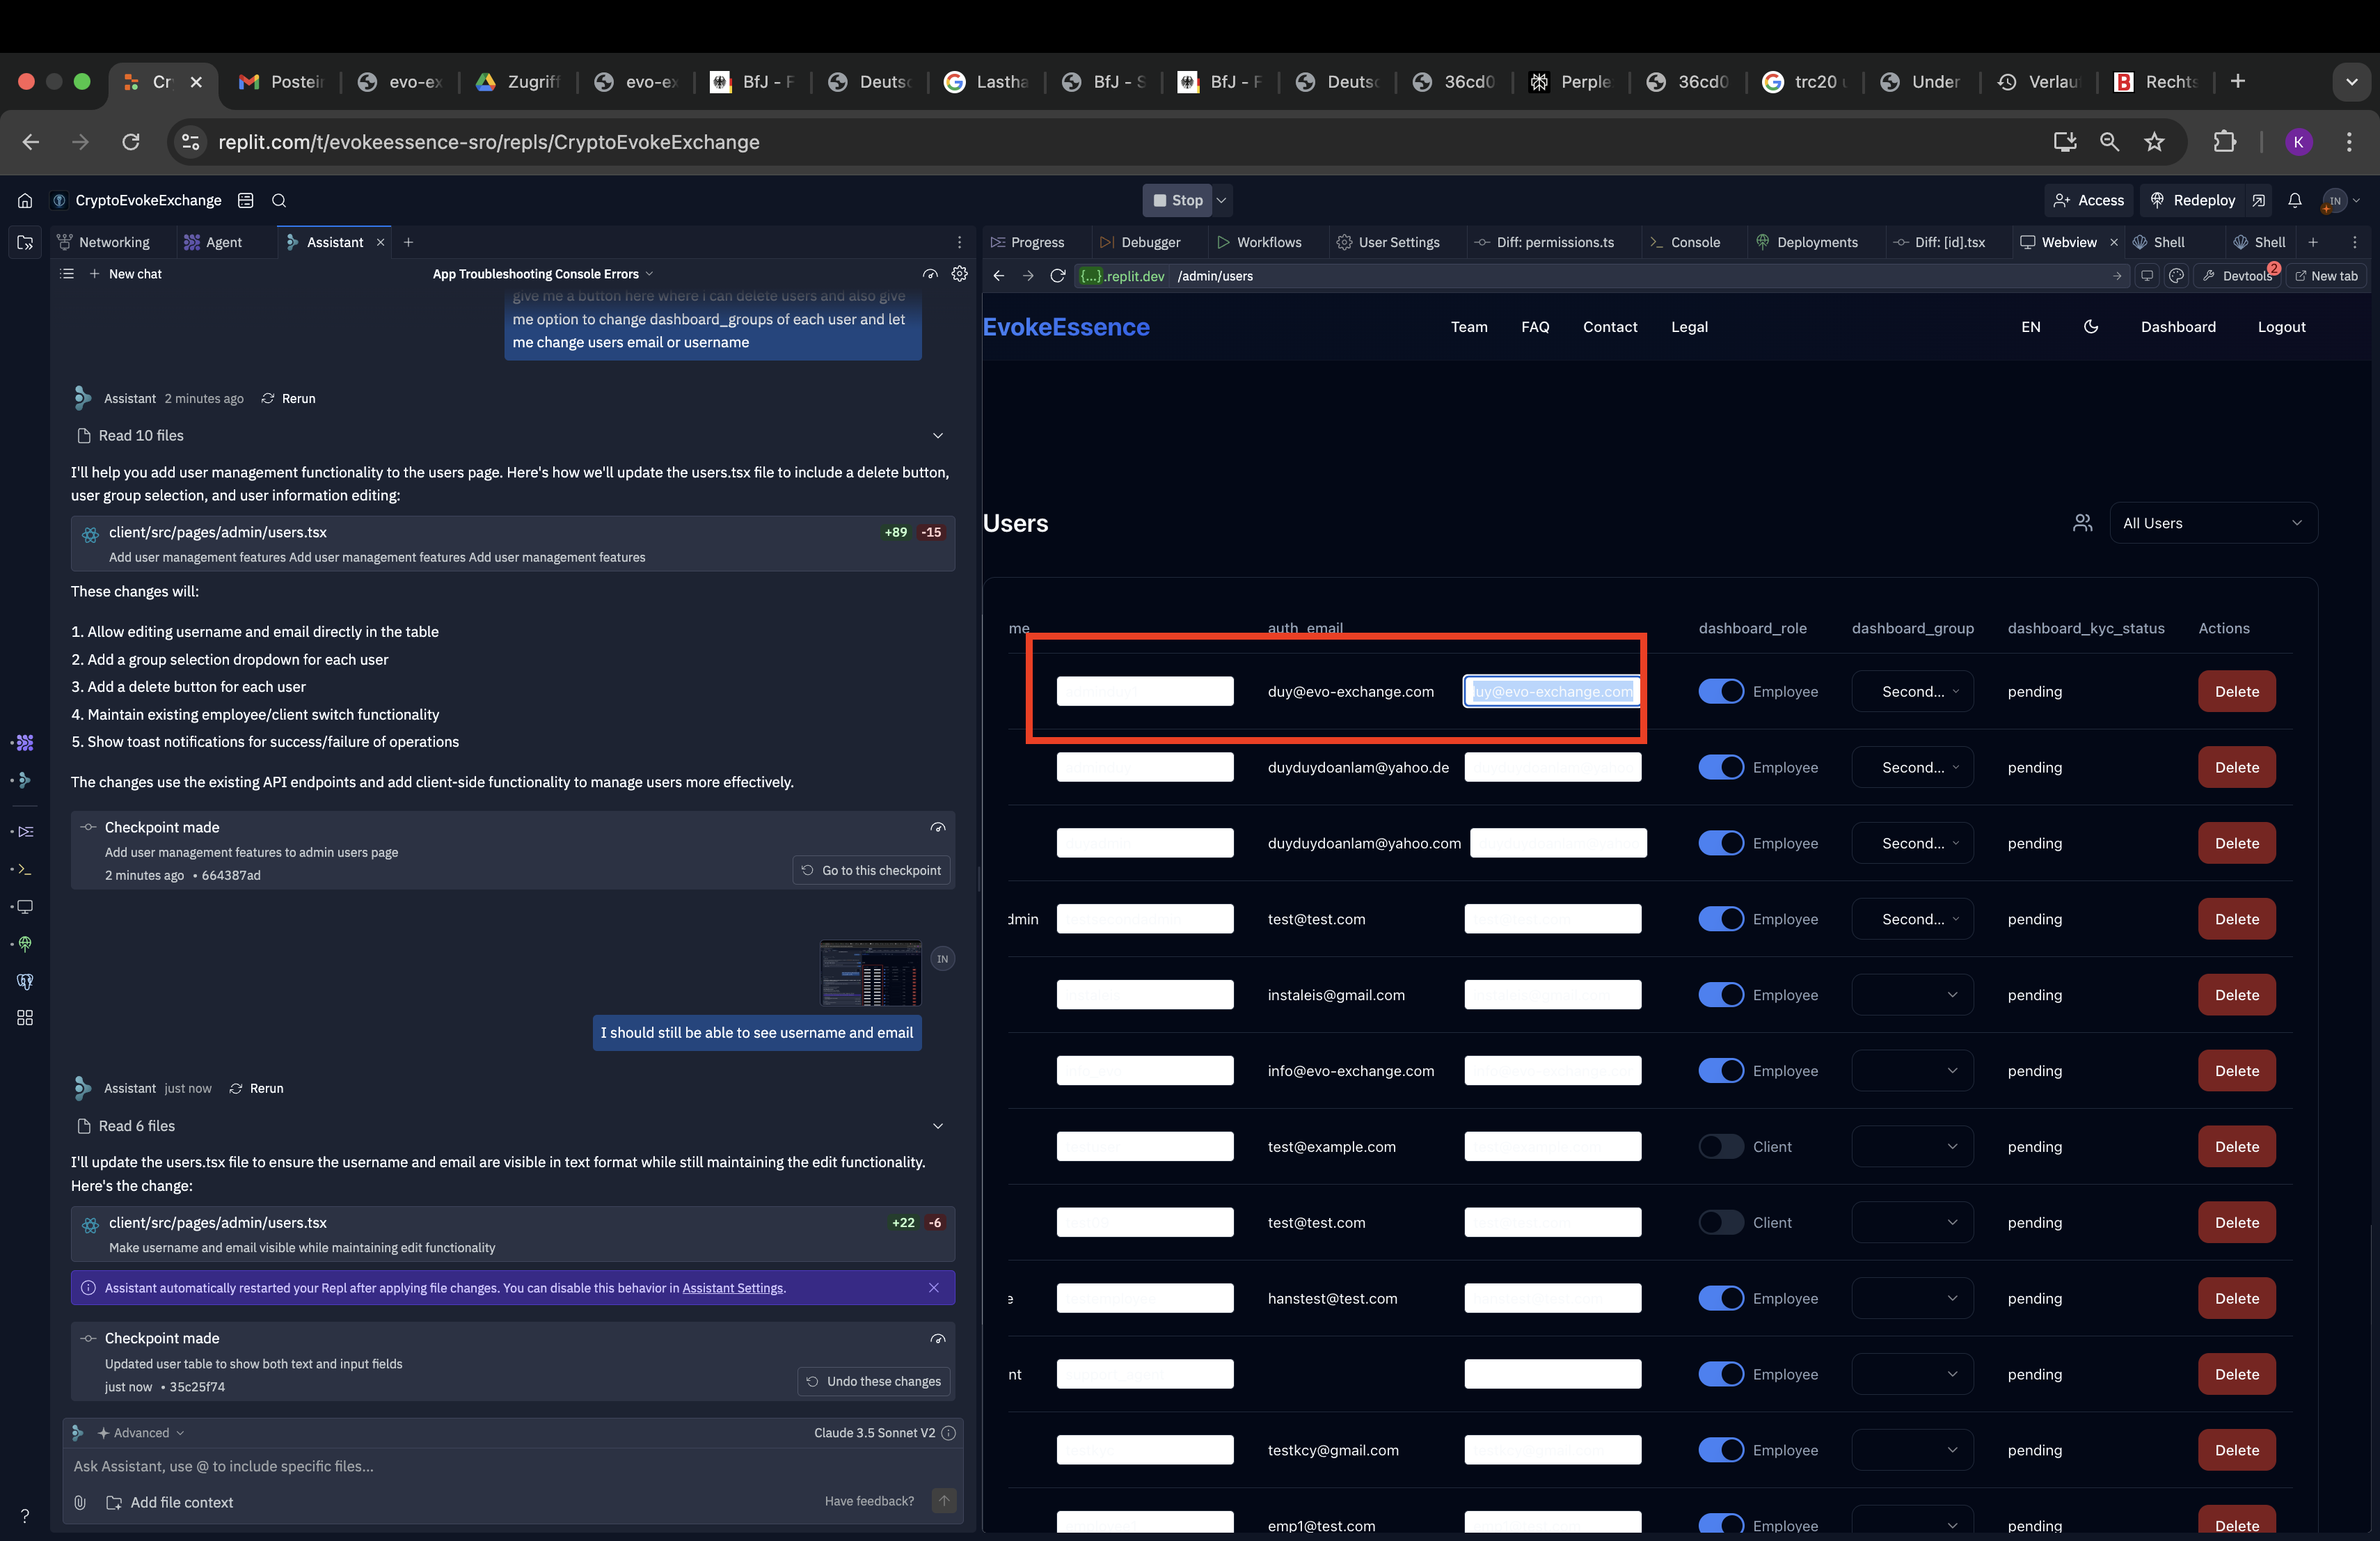 Cr
Postein
evo-ex
Zugriff
evo-ex
BfJ - F
Deutsc
Lastha
BfJ - S
BfJ - F
Deutsc
36cd0
Perple
36cd0
trc20 u
Under
Verlau
Rechts
replit.com/t/evokeessence-sro/repls/CryptoEvokeExchange
K
CryptoEvokeExchange
Stop
Access
Redeploy
IN
Networking
Agent
Assistant
Progress
Debugger
Workflows
User Settings
Diff: permissions.ts
Console
Deployments
Diff: [id].tsx
Webview
Shell
Shell
New chat
App Troubleshooting Console Errors
{...}.replit.dev /admin/users
Devtools 2
New tab
give me a button here where i can delete users and also give
me option to change dashboard_groups of each user and let
me change users email or username
Assistant 2 minutes ago Rerun
Read 10 files
I'll help you add user management functionality to the users page. Here's how we'll update the users.tsx file to include a delete button,
user group selection, and user information editing:
client/src/pages/admin/users.tsx +89 -15
Add user management features Add user management features Add user management features
These changes will:
1. Allow editing username and email directly in the table
2. Add a group selection dropdown for each user
3. Add a delete button for each user
4. Maintain existing employee/client switch functionality
5. Show toast notifications for success/failure of operations
The changes use the existing API endpoints and add client-side functionality to manage users more effectively.
Checkpoint made
Add user management features to admin users page
2 minutes ago • 664387ad
Go to this checkpoint
IN
I should still be able to see username and email
Assistant just now Rerun
Read 6 files
I'll update the users.tsx file to ensure the username and email are visible in text format while still maintaining the edit functionality.
Here's the change:
client/src/pages/admin/users.tsx +22 -6
Make username and email visible while maintaining edit functionality
Assistant automatically restarted your Repl after applying file changes. You can disable this behavior in Assistant Settings.
Checkpoint made
Updated user table to show both text and input fields
just now • 35c25f74
Undo these changes
Advanced
Claude 3.5 Sonnet V2
Ask Assistant, use @ to include specific files...
Add file context
Have feedback?
?
EvokeEssence
Team FAQ Contact Legal
EN Dashboard Logout
Users
All Users
me auth_email dashboard_role dashboard_group dashboard_kyc_status Actions
duy@evo-exchange.com uy@evo-exchange.com Employee Second... pending Delete
duyduydoanlam@yahoo.de Employee Second... pending Delete
duyduydoanlam@yahoo.com Employee Second... pending Delete
dmin test@test.com Employee Second... pending Delete
instaleis@gmail.com Employee pending Delete
info@evo-exchange.com Employee pending Delete
test@example.com Client pending Delete
test@test.com Client pending Delete
e hanstest@test.com Employee pending Delete
nt Employee pending Delete
testkcy@gmail.com Employee pending Delete
emp1@test.com Employee pending Delete